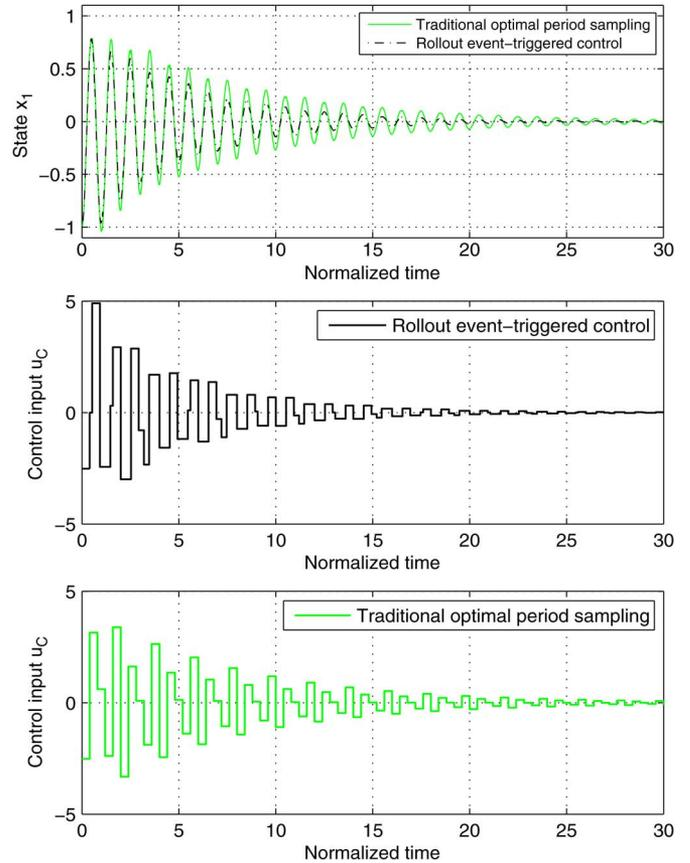 Traditional optimal period sampling
Rollout event−triggered control
State x1
1
0.5
0
−0.5
−1
0 5 10 15 20 25 30
Normalized time
Rollout event−triggered control
Control input uC
5
0
−5
0 5 10 15 20 25 30
Normalized time
Traditional optimal period sampling
Control input uC
5
0
−5
0 5 10 15 20 25 30
Normalized time